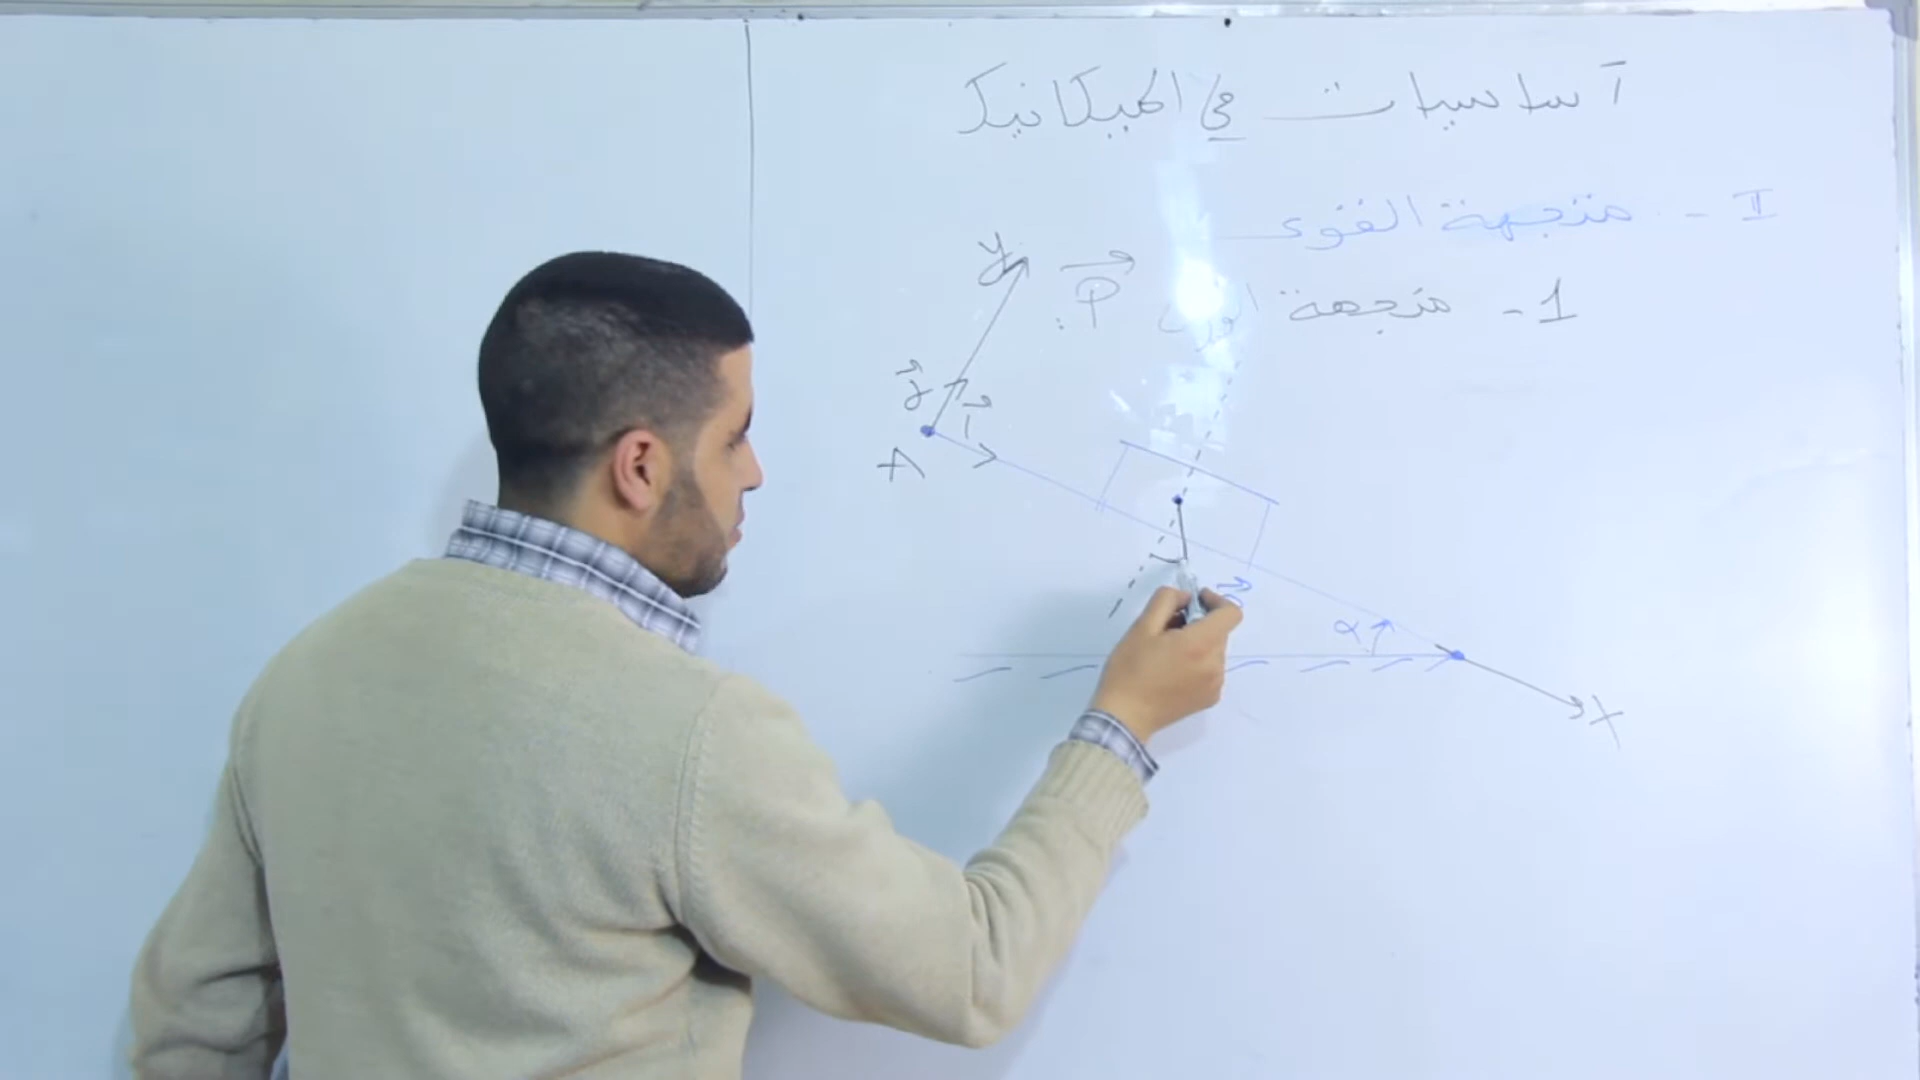 أساسيات في الميكانيك
I - متجهة القوى
1 - متجهة الوزن P :
y
j
i
A
α
x